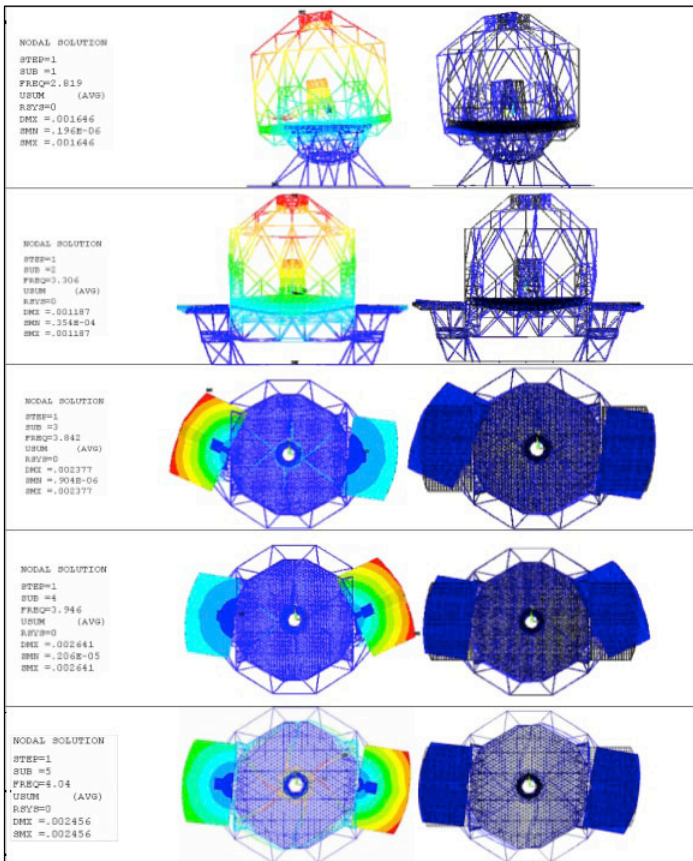 NODAL SOLUTION
STEP=1
SUB =1
FREQ=2.819
USUM (AVG)
RSYS=0
DMX =.001646
SMN =.196E-06
SMX =.001646
NODAL SOLUTION
STEP=1
SUB =2
FREQ=3.306
USUM (AVG)
RSYS=0
DMX =.001187
SMN =.354E-04
SMX =.001187
NODAL SOLUTION
STEP=1
SUB =3
FREQ=3.842
USUM (AVG)
RSYS=0
DMX =.002377
SMN =.904E-06
SMX =.002377
NODAL SOLUTION
STEP=1
SUB =4
FREQ=3.946
USUM (AVG)
RSYS=0
DMX =.002641
SMN =.206E-05
SMX =.002641
NODAL SOLUTION
STEP=1
SUB =5
FREQ=4.04
USUM (AVG)
RSYS=0
DMX =.002456
SMX =.002456